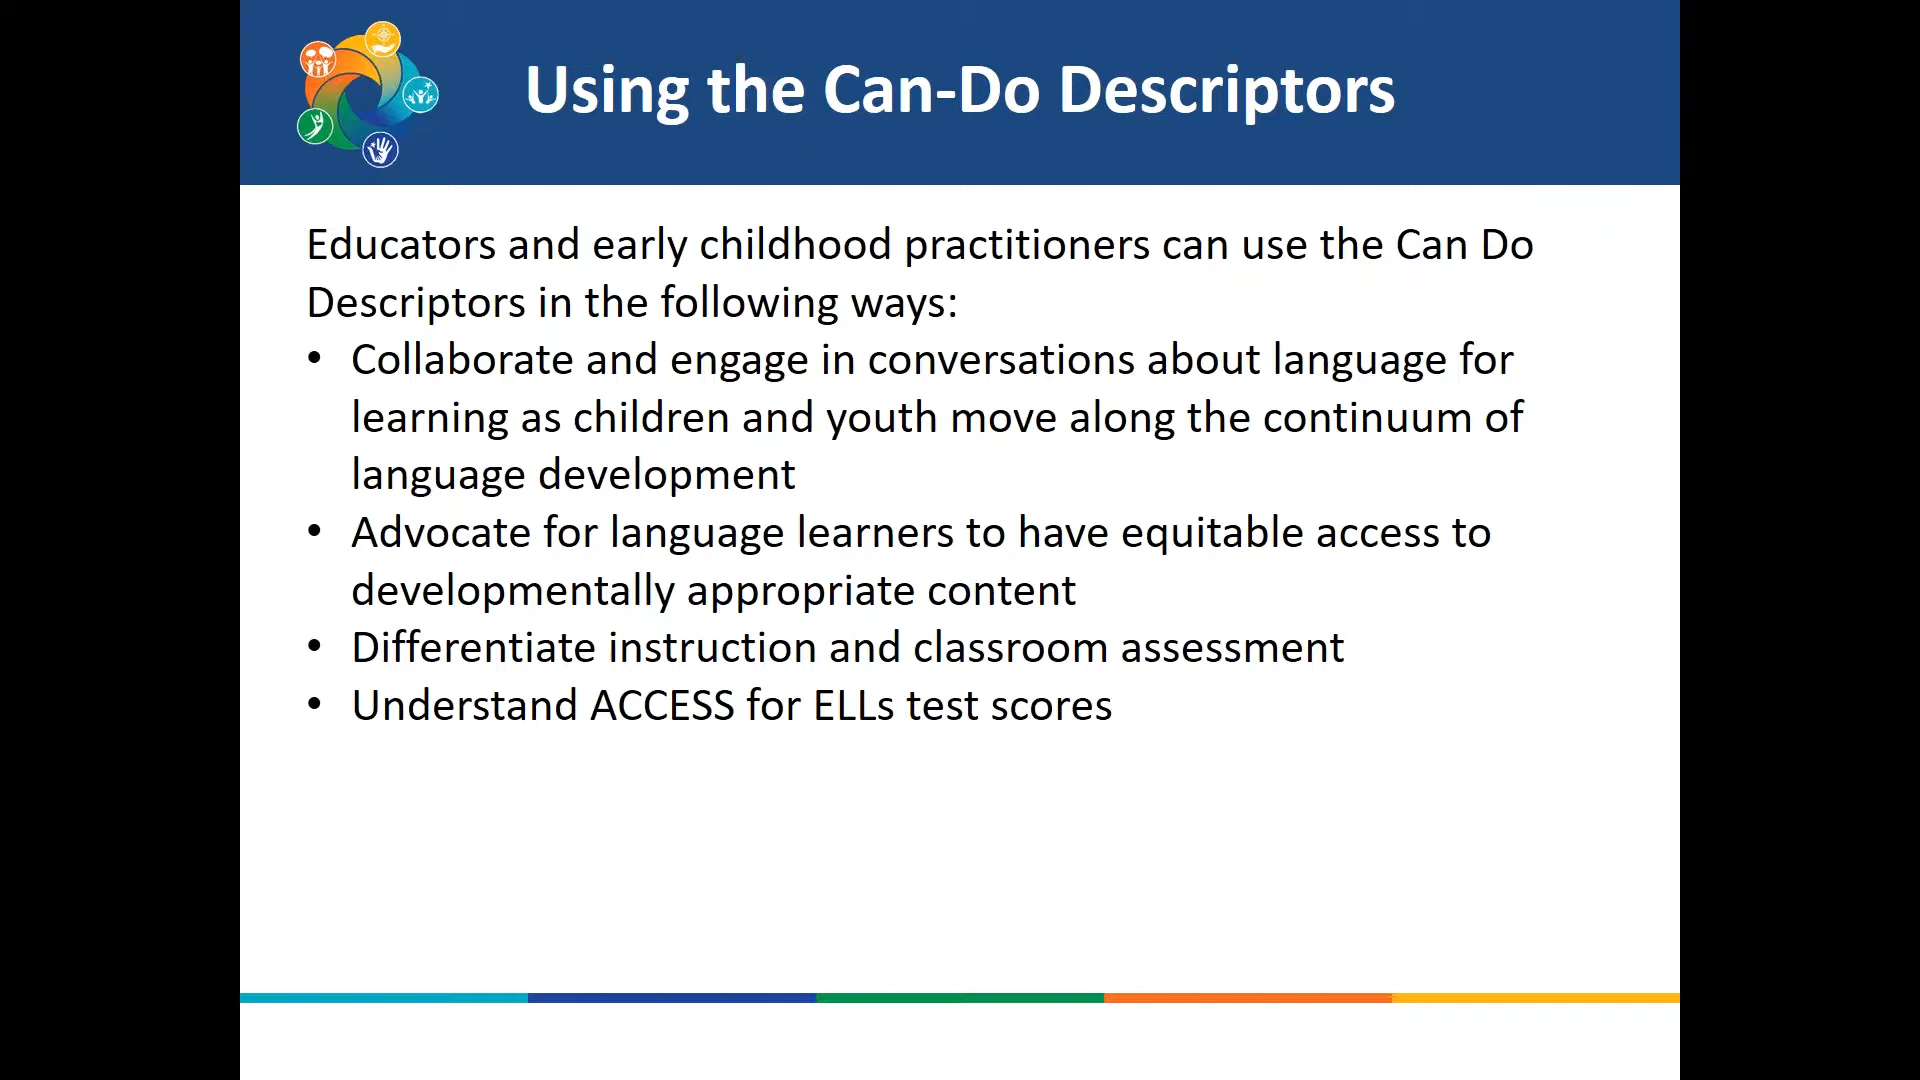 Using the Can-Do Descriptors
Educators and early childhood practitioners can use the Can Do
Descriptors in the following ways:
• Collaborate and engage in conversations about language for
learning as children and youth move along the continuum of
language development
• Advocate for language learners to have equitable access to
developmentally appropriate content
• Differentiate instruction and classroom assessment
• Understand ACCESS for ELLs test scores